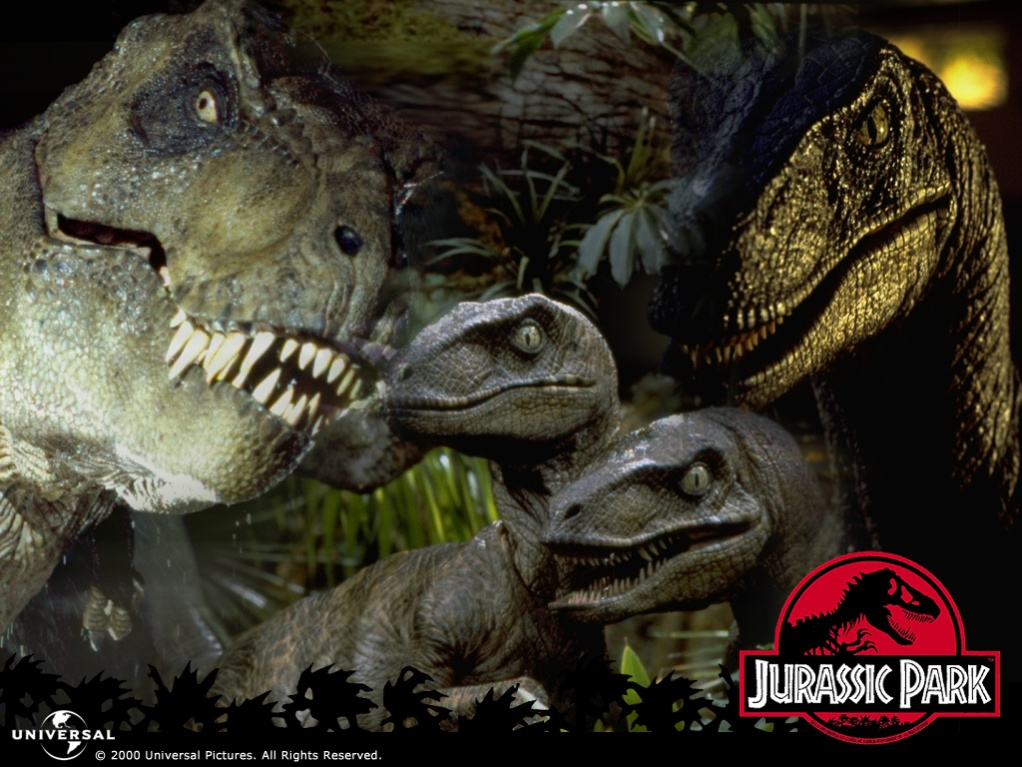 JURASSIC PARK
UNIVERSAL
© 2000 Universal Pictures. All Rights Reserved.